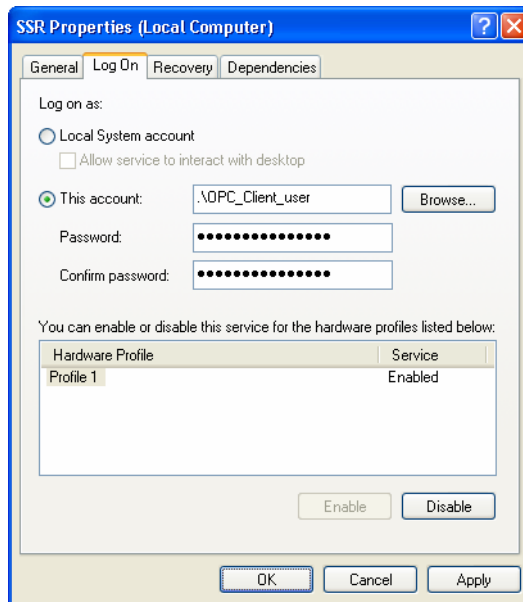 SSR Properties (Local Computer)
General Log On Recovery Dependencies
Log on as:
Local System account
Allow service to interact with desktop
This account: .\OPC_Client_user Browse...
Password: ●●●●●●●●●●●●●●●
Confirm password: ●●●●●●●●●●●●●●●
You can enable or disable this service for the hardware profiles listed below:
Hardware Profile Service
Profile 1 Enabled
Enable Disable
OK Cancel Apply